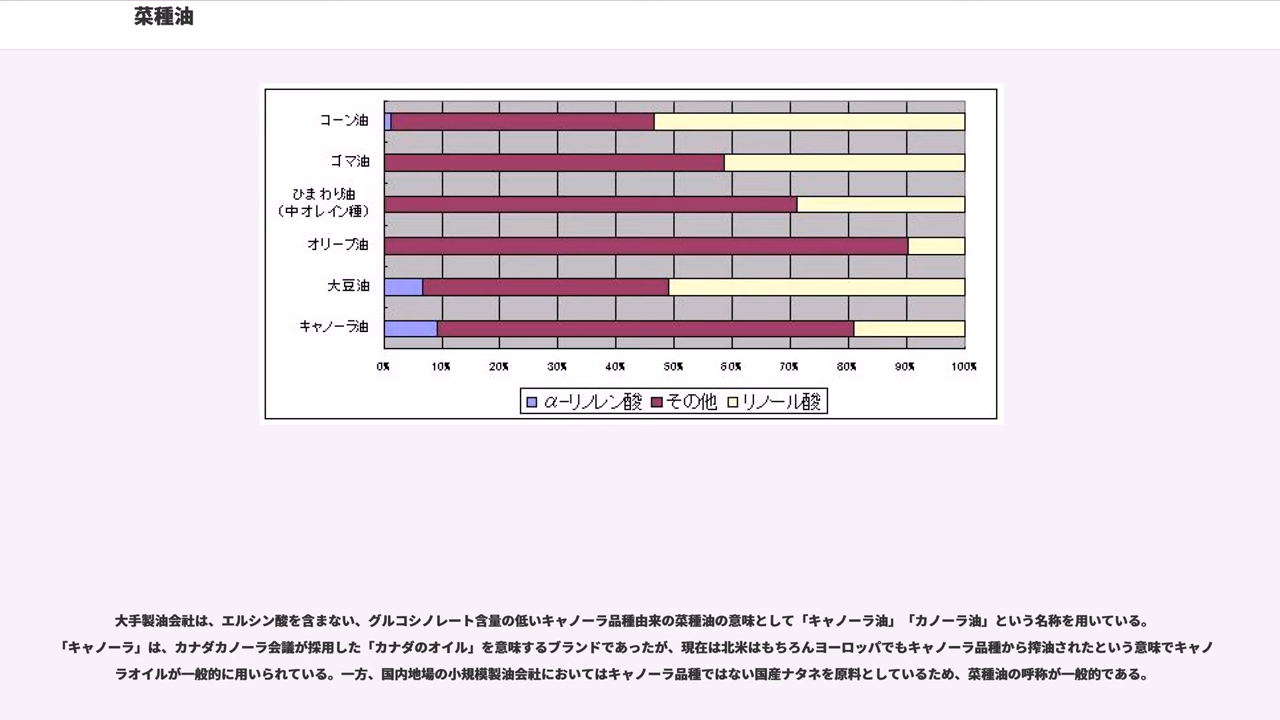 菜種油
コーン油
ゴマ油
ひまわり油
（中オレイン種）
オリーブ油
大豆油
キャノーラ油
0% 10% 20% 30% 40% 50% 60% 70% 80% 90% 100%
α-リノレン酸 その他 リノール酸
大手製油会社は、エルシン酸を含まない、グルコシノレート含量の低いキャノーラ品種由来の菜種油の意味として「キャノーラ油」「カノーラ油」という名称を用いている。
「キャノーラ」は、カナダカノーラ会議が採用した「カナダのオイル」を意味するブランドであったが、現在は北米はもちろんヨーロッパでもキャノーラ品種から搾油されたという意味でキャノ
ラオイルが一般的に用いられている。一方、国内地場の小規模製油会社においてはキャノーラ品種ではない国産ナタネを原料としているため、菜種油の呼称が一般的である。